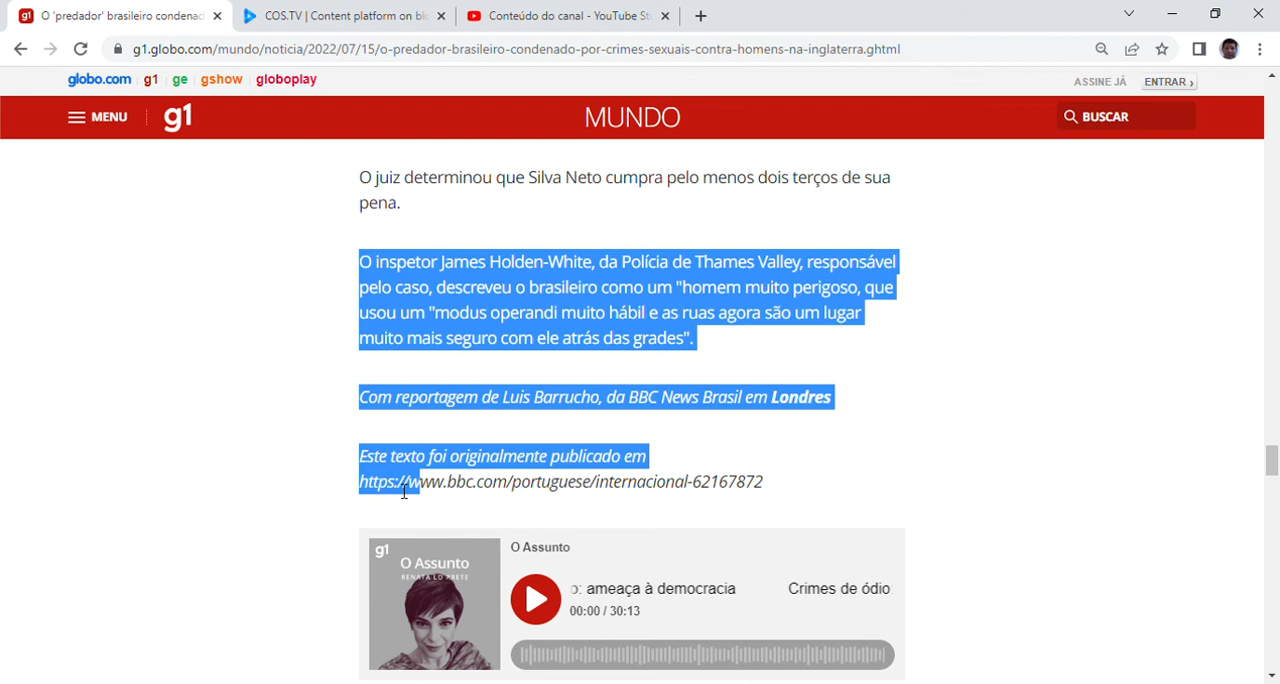 O 'predador' brasileiro condenad
COS.TV | Content platform on blo
Conteúdo do canal - YouTube Stu
g1.globo.com/mundo/noticia/2022/07/15/o-predador-brasileiro-condenado-por-crimes-sexuais-contra-homens-na-inglaterra.ghtml
globo.com g1 ge gshow globoplay
ASSINE JÁ ENTRAR ›
MENU g1 MUNDO BUSCAR
O juiz determinou que Silva Neto cumpra pelo menos dois terços de sua
pena.
O inspetor James Holden-White, da Polícia de Thames Valley, responsável
pelo caso, descreveu o brasileiro como um "homem muito perigoso, que
usou um "modus operandi muito hábil e as ruas agora são um lugar
muito mais seguro com ele atrás das grades".
Com reportagem de Luis Barrucho, da BBC News Brasil em Londres
Este texto foi originalmente publicado em
https://www.bbc.com/portuguese/internacional-62167872
g1
O Assunto
RENATA LO PRETE
O Assunto
o: ameaça à democracia Crimes de ódio:
00:00 / 30:13